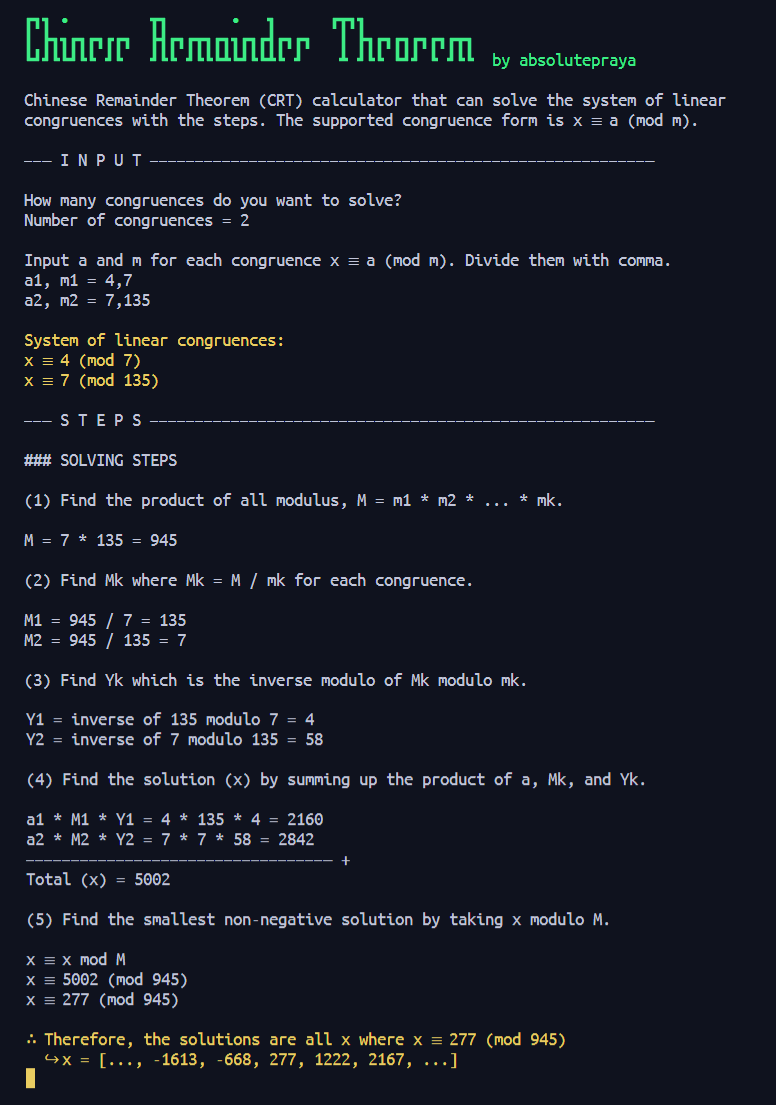 Chinese Remainder Theorem by absolutepraya
Chinese Remainder Theorem (CRT) calculator that can solve the system of linear
congruences with the steps. The supported congruence form is x ≡ a (mod m).
——— I N P U T ————————————————————————————————————————————————————————
How many congruences do you want to solve?
Number of congruences = 2
Input a and m for each congruence x ≡ a (mod m). Divide them with comma.
a1, m1 = 4,7
a2, m2 = 7,135
System of linear congruences:
x ≡ 4 (mod 7)
x ≡ 7 (mod 135)
——— S T E P S ————————————————————————————————————————————————————————
### SOLVING STEPS
(1) Find the product of all modulus, M = m1 * m2 * ... * mk.
M = 7 * 135 = 945
(2) Find Mk where Mk = M / mk for each congruence.
M1 = 945 / 7 = 135
M2 = 945 / 135 = 7
(3) Find Yk which is the inverse modulo of Mk modulo mk.
Y1 = inverse of 135 modulo 7 = 4
Y2 = inverse of 7 modulo 135 = 58
(4) Find the solution (x) by summing up the product of a, Mk, and Yk.
a1 * M1 * Y1 = 4 * 135 * 4 = 2160
a2 * M2 * Y2 = 7 * 7 * 58 = 2842
—————————————————————————————————— +
Total (x) = 5002
(5) Find the smallest non-negative solution by taking x modulo M.
x ≡ x mod M
x ≡ 5002 (mod 945)
x ≡ 277 (mod 945)
∴ Therefore, the solutions are all x where x ≡ 277 (mod 945)
↪ x = [..., -1613, -668, 277, 1222, 2167, ...]